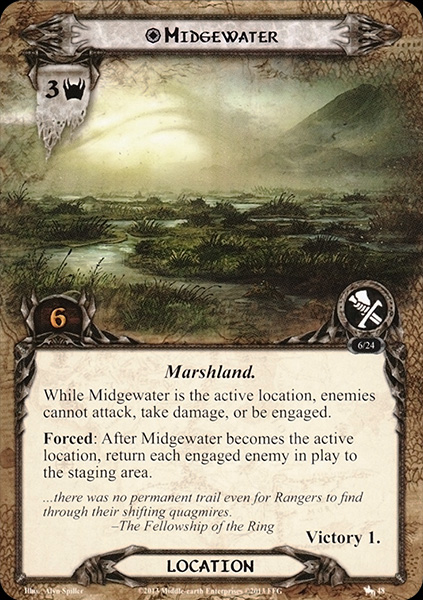 MIDGEWATER
3
6
6/24
Marshland.
While Midgewater is the active location, enemies
cannot attack, take damage, or be engaged.
Forced: After Midgewater becomes the active
location, return each engaged enemy in play to
the staging area.
...there was no permanent trail even for Rangers to find
through their shifting quagmires.
–The Fellowship of the Ring
Victory 1.
LOCATION
Illus. Alvn Spiller ©2013 Middle-earth Enterprises ©2013 FFG 48